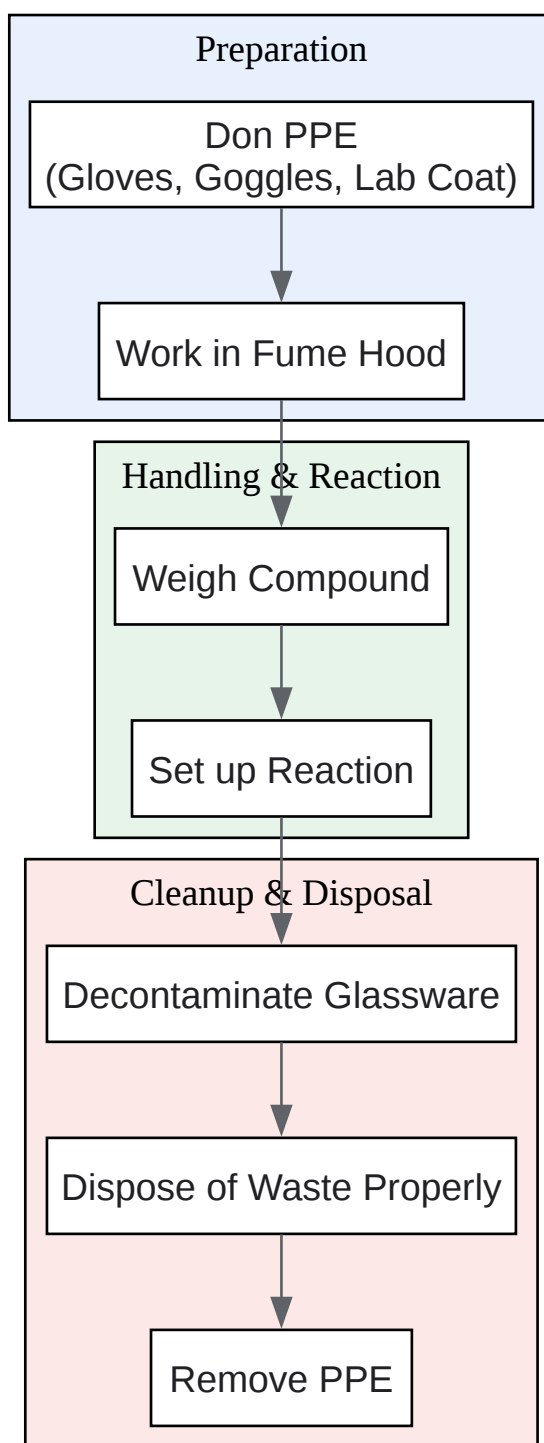 Preparation
Don PPE
(Gloves, Goggles, Lab Coat)
Work in Fume Hood
Handling & Reaction
Weigh Compound
Set up Reaction
Cleanup & Disposal
Decontaminate Glassware
Dispose of Waste Properly
Remove PPE